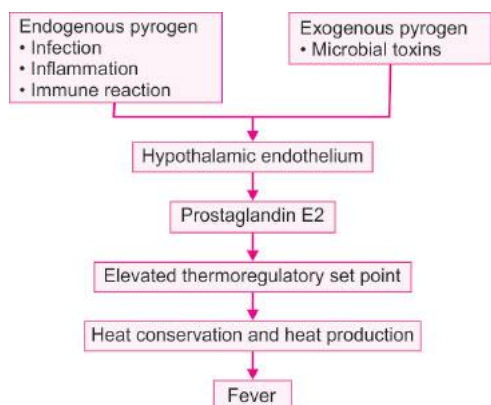 Endogenous pyrogen
• Infection
• Inflammation
• Immune reaction
Exogenous pyrogen
• Microbial toxins
Hypothalamic endothelium
Prostaglandin E2
Elevated thermoregulatory set point
Heat conservation and heat production
Fever